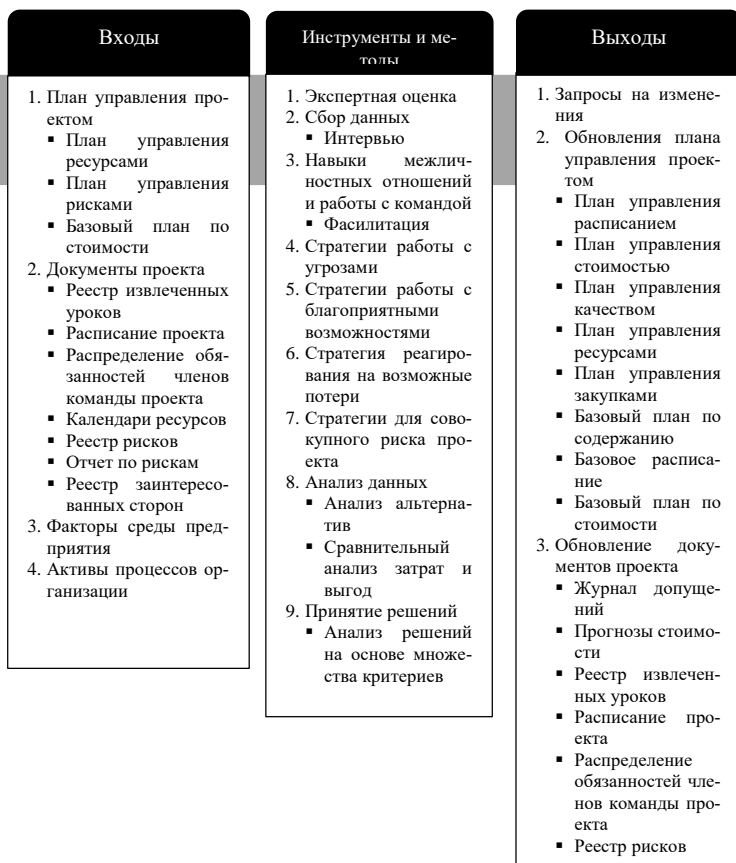 Входы
1. План управления про-
ектом
▪ План управления
ресурсами
▪ План управления
рисками
▪ Базовый план по
стоимости
2. Документы проекта
▪ Реестр извлеченных
уроков
▪ Расписание проекта
▪ Распределение обя-
занностей членов
команды проекта
▪ Календари ресурсов
▪ Реестр рисков
▪ Отчет по рискам
▪ Реестр заинтересо-
ванных сторон
3. Факторы среды пред-
приятия
4. Активы процессов ор-
ганизации
Инструменты и ме-
тоды
1. Экспертная оценка
2. Сбор данных
▪ Интервью
3. Навыки межлич-
ностных отношений
и работы с командой
▪ Фасилитация
4. Стратегии работы с
угрозами
5. Стратегии работы с
благоприятными
возможностями
6. Стратегия реагиро-
вания на возможные
потери
7. Стратегии для сово-
купного риска про-
екта
8. Анализ данных
▪ Анализ альтерна-
тив
▪ Сравнительный
анализ затрат и
выгод
9. Принятие решений
▪ Анализ решений
на основе множе-
ства критериев
Выходы
1. Запросы на измене-
ния
2. Обновления плана
управления проек-
том
▪ План управления
расписанием
▪ План управления
стоимостью
▪ План управления
качеством
▪ План управления
ресурсами
▪ План управления
закупками
▪ Базовый план по
содержанию
▪ Базовое расписа-
ние
▪ Базовый план по
стоимости
3. Обновление доку-
ментов проекта
▪ Журнал допуще-
ний
▪ Прогнозы стоимо-
сти
▪ Реестр извлечен-
ных уроков
▪ Расписание про-
екта
▪ Распределение
обязанностей чле-
нов команды про-
екта
▪ Реестр рисков